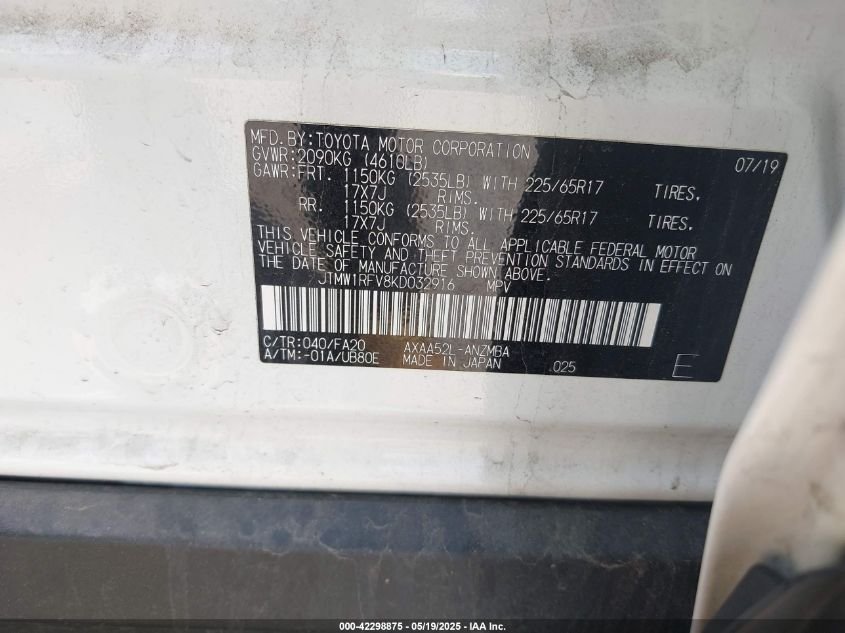 MFD.BY:TOYOTA MOTOR CORPORATION 07/19
GVWR:2090KG (4610LB)
GAWR:FRT. 1150KG (2535LB) WITH 225/65R17 TIRES,
17X7J RIMS.
RR. 1150KG (2535LB) WITH 225/65R17 TIRES,
17X7J RIMS.
THIS VEHICLE CONFORMS TO ALL APPLICABLE FEDERAL MOTOR
VEHICLE SAFETY AND THEFT PREVENTION STANDARDS IN EFFECT ON
THE DATE OF MANUFACTURE SHOWN ABOVE.
JTMW1RFV8KD032916 MPV
C/TR:040/FA20 AXAA52L-ANZMBA
A/TM:-01A/UB80E MADE IN JAPAN .025 E
000-42298875 - 05/19/2025 - IAA Inc.